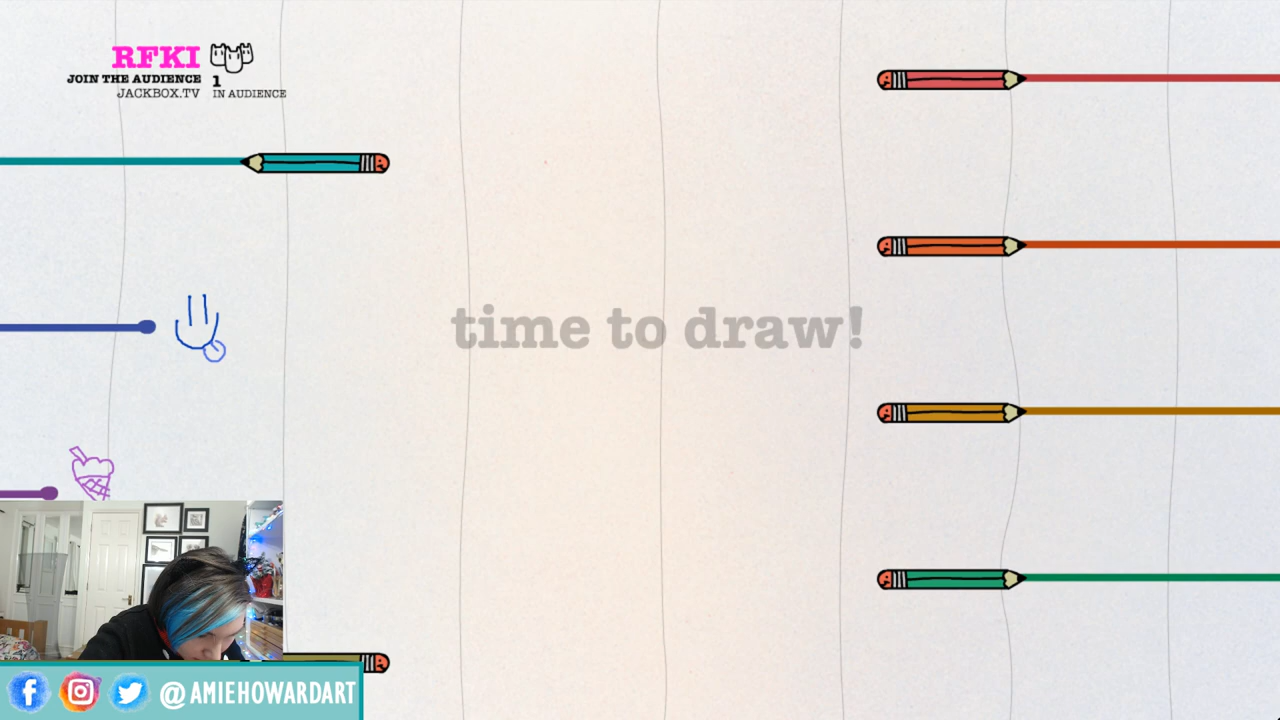 RFKI
JOIN THE AUDIENCE
JACKBOX.TV
1
IN AUDIENCE
time to draw!
@AMIEHOWARDART